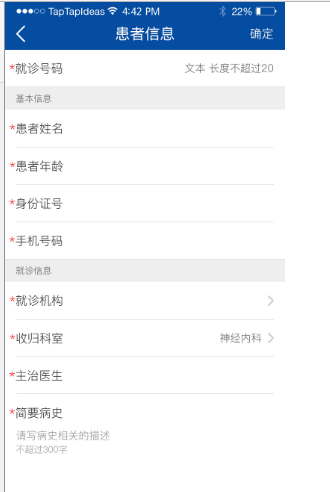 TapTapIdeas 4:42 PM 22%
患者信息 确定
*就诊号码 文本 长度不超过20
基本信息
*患者姓名
*患者年龄
*身份证号
*手机号码
就诊信息
*就诊机构
*收归科室 神经内科
*主治医生
*简要病史
请写病史相关的描述
不超过300字